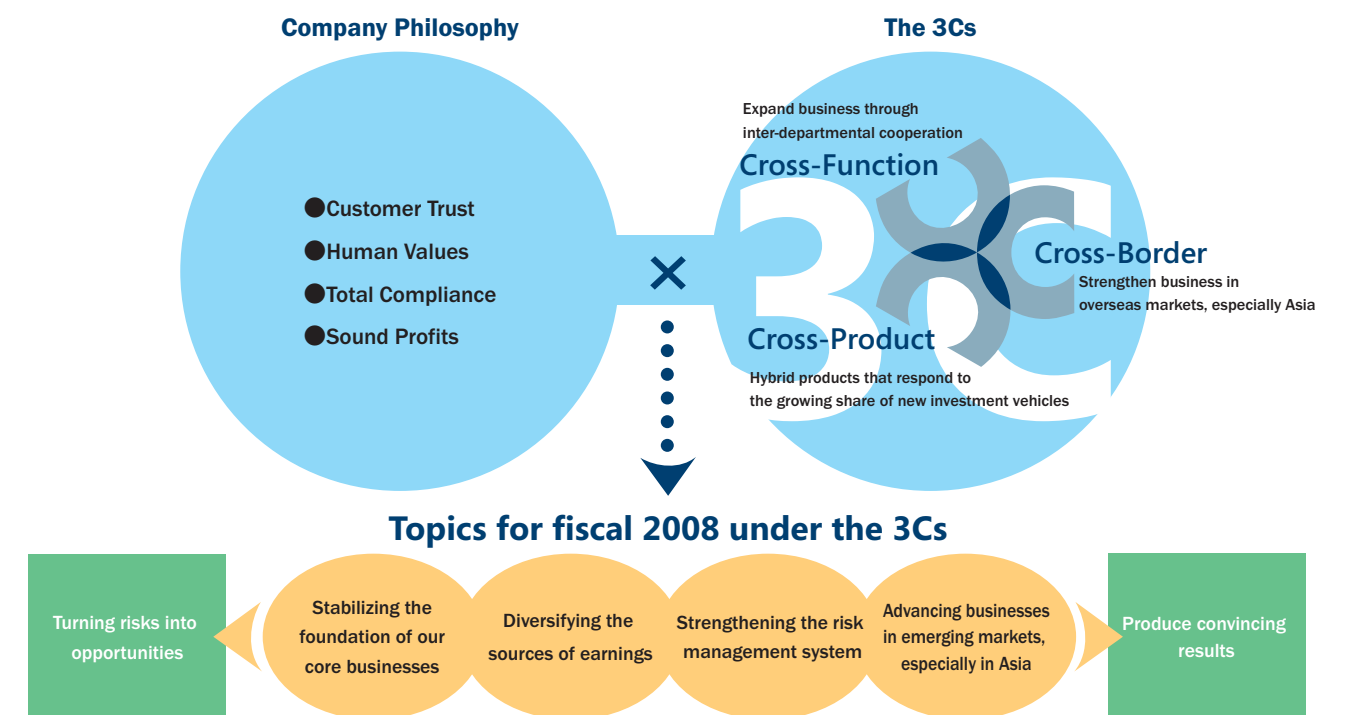 Company Philosophy
The 3Cs
●Customer Trust
●Human Values
●Total Compliance
●Sound Profits
×
3C
Expand business through
inter-departmental cooperation
Cross-Function
Cross-Border
Strengthen business in
overseas markets, especially Asia
Cross-Product
Hybrid products that respond to
the growing share of new investment vehicles
Topics for fiscal 2008 under the 3Cs
Turning risks into
opportunities
Stabilizing the
foundation of our
core businesses
Diversifying the
sources of earnings
Strengthening the risk
management system
Advancing businesses
in emerging markets,
especially in Asia
Produce convincing
results